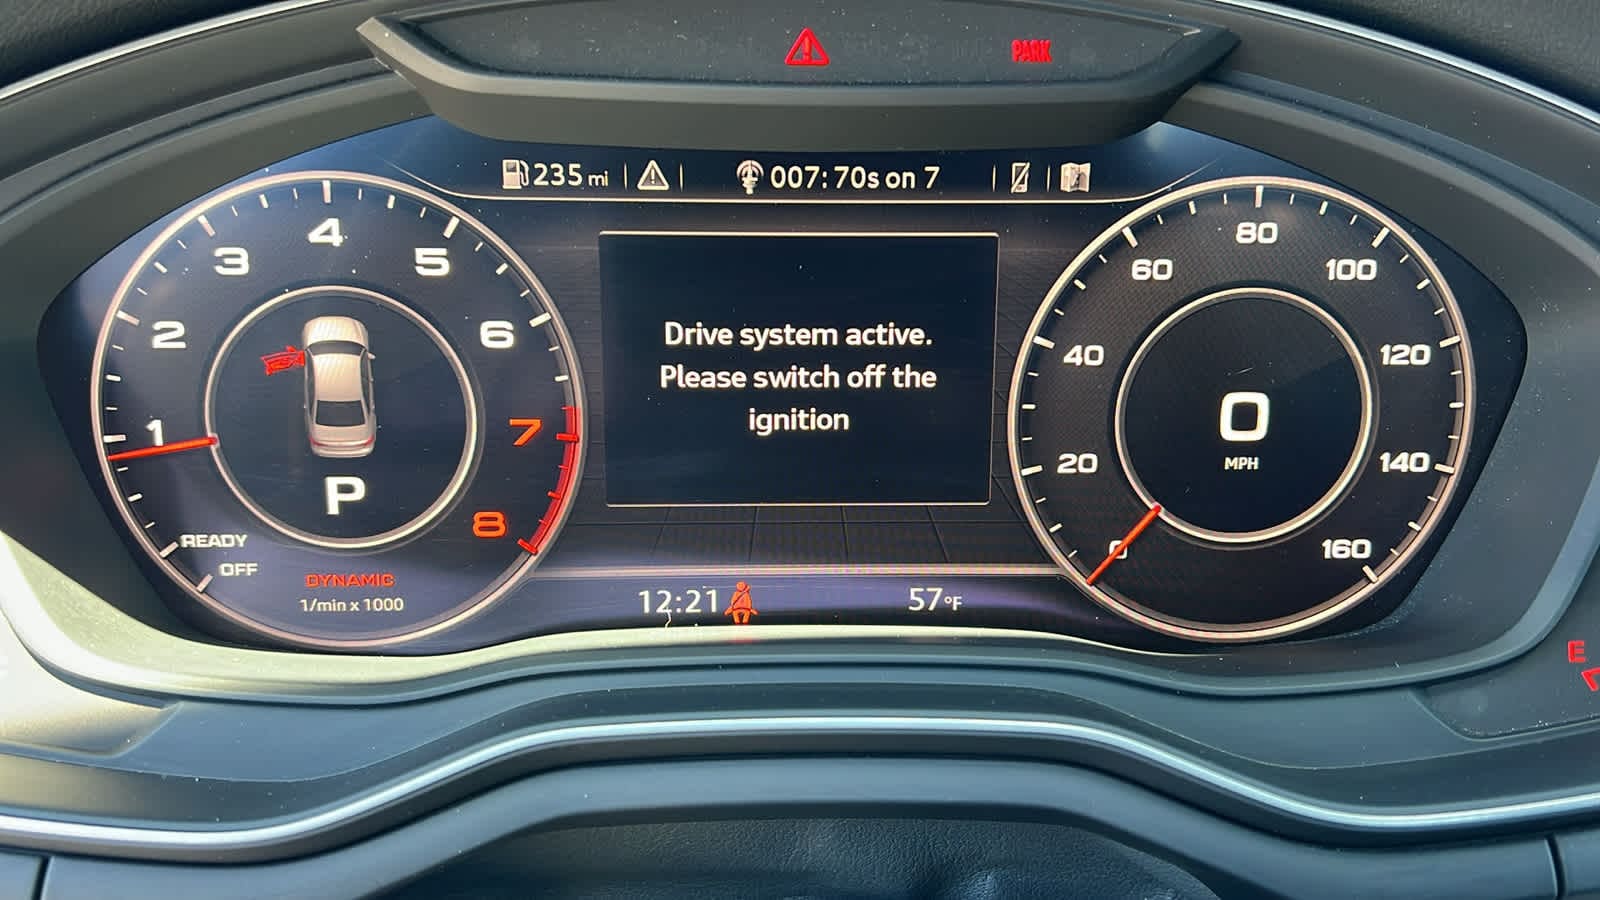 PARK
235 mi
007: 70s on 7
1
2
3
4
5
6
7
8
READY
OFF
P
DYNAMIC
1/min x 1000
Drive system active.
Please switch off the
ignition
12:21
57°F
0
20
40
60
80
100
120
140
160
0
MPH
E